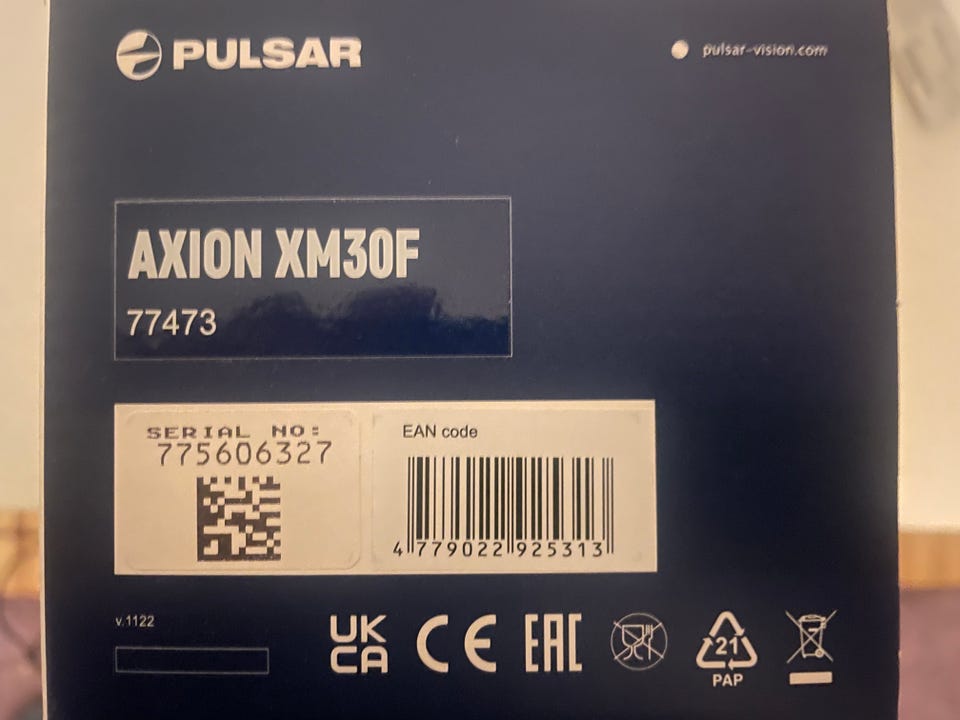 PULSAR
pulsar-vision.com
AXION XM30F
77473
SERIAL NO:
775606327
EAN code
4 779022 925313
v.1122
UK
CA
CE
EAC
21
PAP